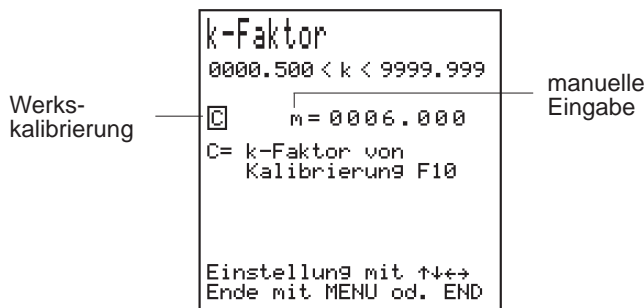 k-Faktor
0000.500 < k < 9999.999
Werks-
kalibrierung
C m=0006.000
manuelle
Eingabe
C= k-Faktor von
Kalibrierung F10
Einstellung mit ↑↓←→
Ende mit MENU od. END